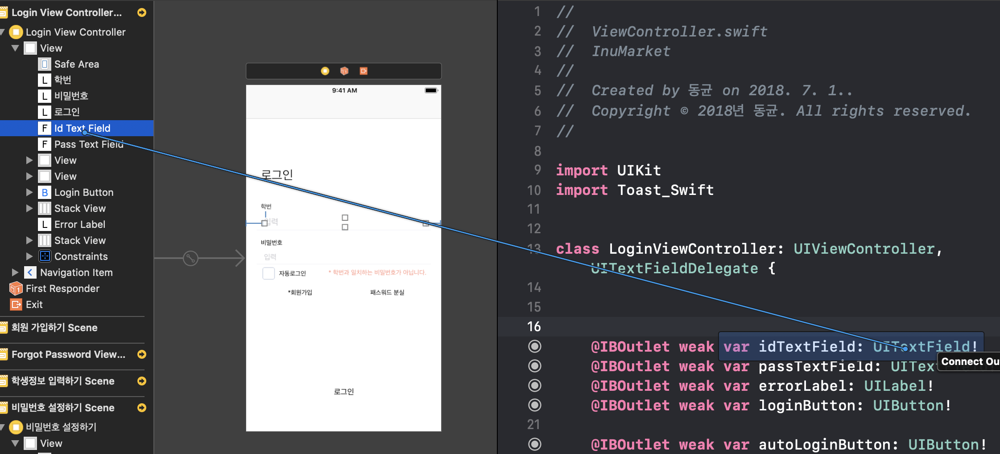 Login View Controller...
Login View Controller
View
Safe Area
L 학번
L 비밀번호
L 로그인
F Id Text Field
F Pass Text Field
View
View
B Login Button
Stack View
L Error Label
Stack View
Constraints
Navigation Item
First Responder
Exit
회원 가입하기 Scene
Forgot Password View...
학생정보 입력하기 Scene
비밀번호 설정하기 Scene
비밀번호 설정하기
View
9:41 AM
로그인
학번
입력
비밀번호
입력
자동로그인
* 학번과 일치하는 비밀번호가 아닙니다.
*회원가입
패스워드 분실
로그인
1 //
2 //  ViewController.swift
3 //  InuMarket
4 //
5 //  Created by 동균 on 2018. 7. 1..
6 //  Copyright © 2018년 동균. All rights reserved.
7 //
8
9 import UIKit
10 import Toast_Swift
11
12
13 class LoginViewController: UIViewController,
UITextFieldDelegate {
14
15
16
@IBOutlet weak var idTextField: UITextField!
Connect Ou
@IBOutlet weak var passTextField: UITextField!
@IBOutlet weak var errorLabel: UILabel!
@IBOutlet weak var loginButton: UIButton!
21
@IBOutlet weak var autoLoginButton: UIButton!